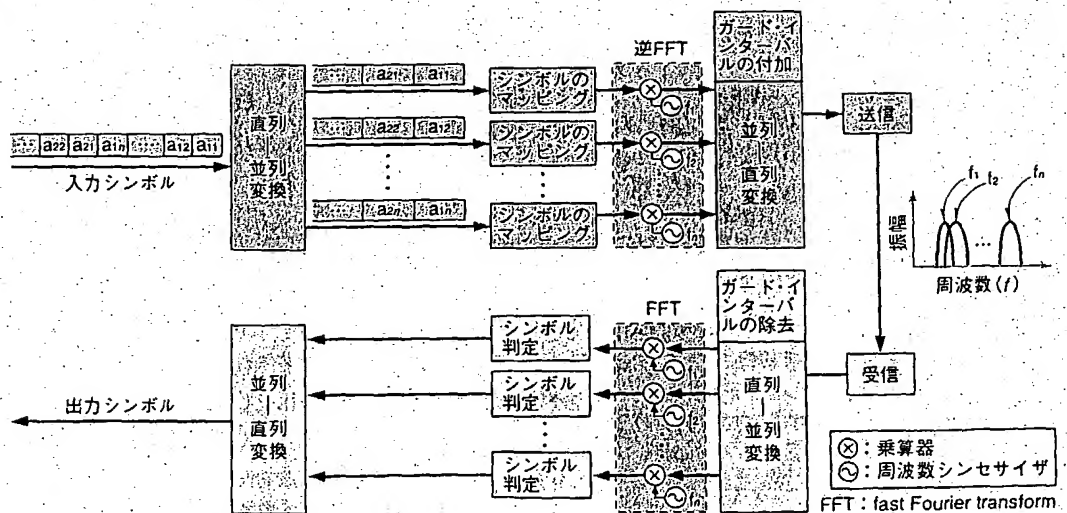 逆FFT
ガード・イ
ンターバ
ルの付加
a21 a11
シンボルの
マッピング
送信
a22 a21 a1n a12 a11
入力シンボル
直列
|
並列
変換
a22 a12
シンボルの
マッピング
並列
|
直列
変換
a2n a1n
シンボルの
マッピング
f1
f2
fn
振幅
周波数(f)
FFT
ガード・イ
ンターバ
ルの除去
シンボル
判定
f1
受信
出力シンボル
並列
|
直列
変換
シンボル
判定
f2
直列
|
並列
変換
シンボル
判定
fn
⊗:乗算器
:周波数シンセサイザ
FFT:fast Fourier transform